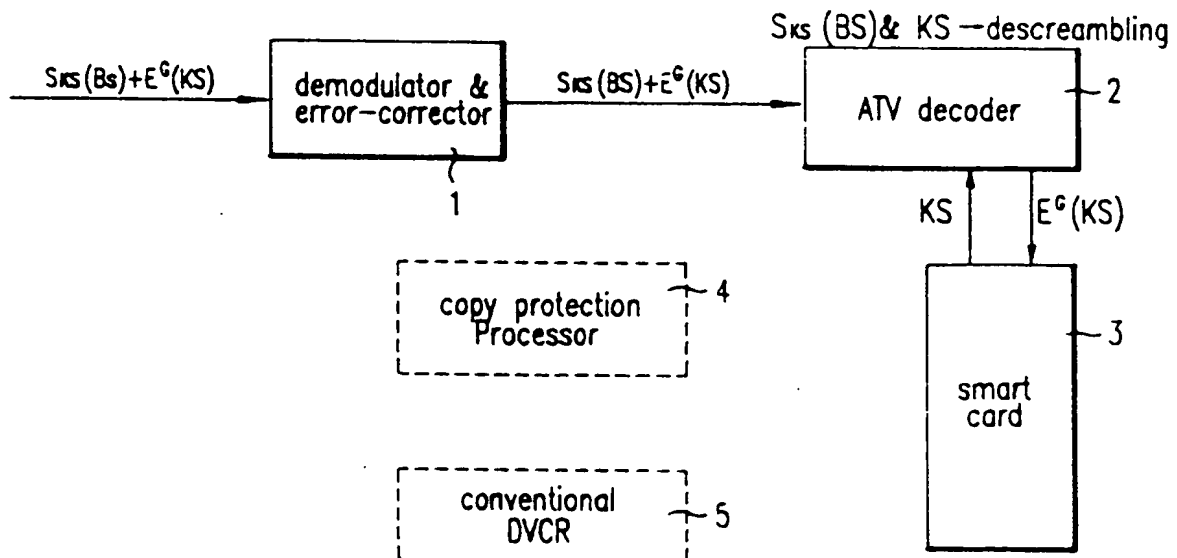 SKS (BS)& KS —descreambling
SKS(BS)+E^G(KS)
demodulator &
error-corrector
1
SKS(BS)+E^G(KS)
ATV decoder
2
KS
E^G(KS)
copy protection
Processor
4
smart
card
3
conventional
DVCR
5